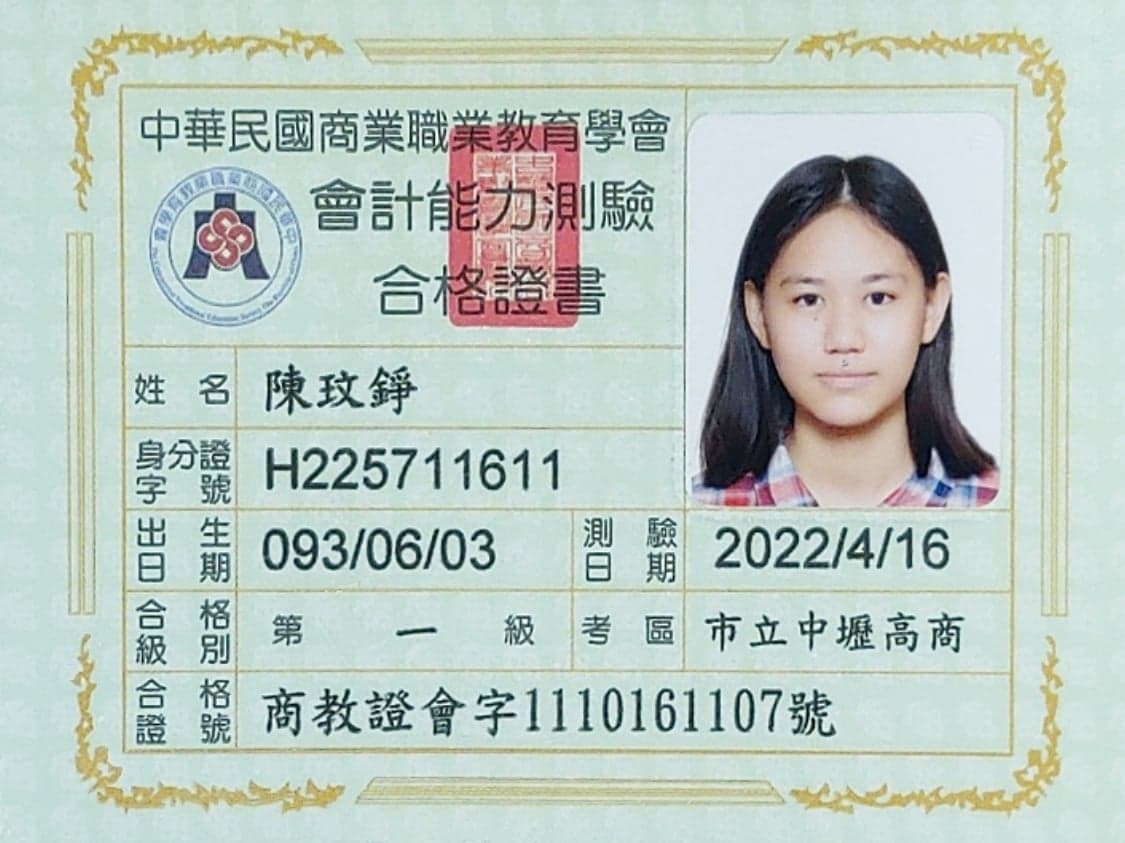 中華民國商業職業教育學會
會計能力測驗
合格證書
姓名 陳玟錚
身分證字號 H225711611
出生日期 093/06/03 測驗日期 2022/4/16
合格級別 第一級 考區 市立中壢高商
合格證號 商教證會字1110161107號